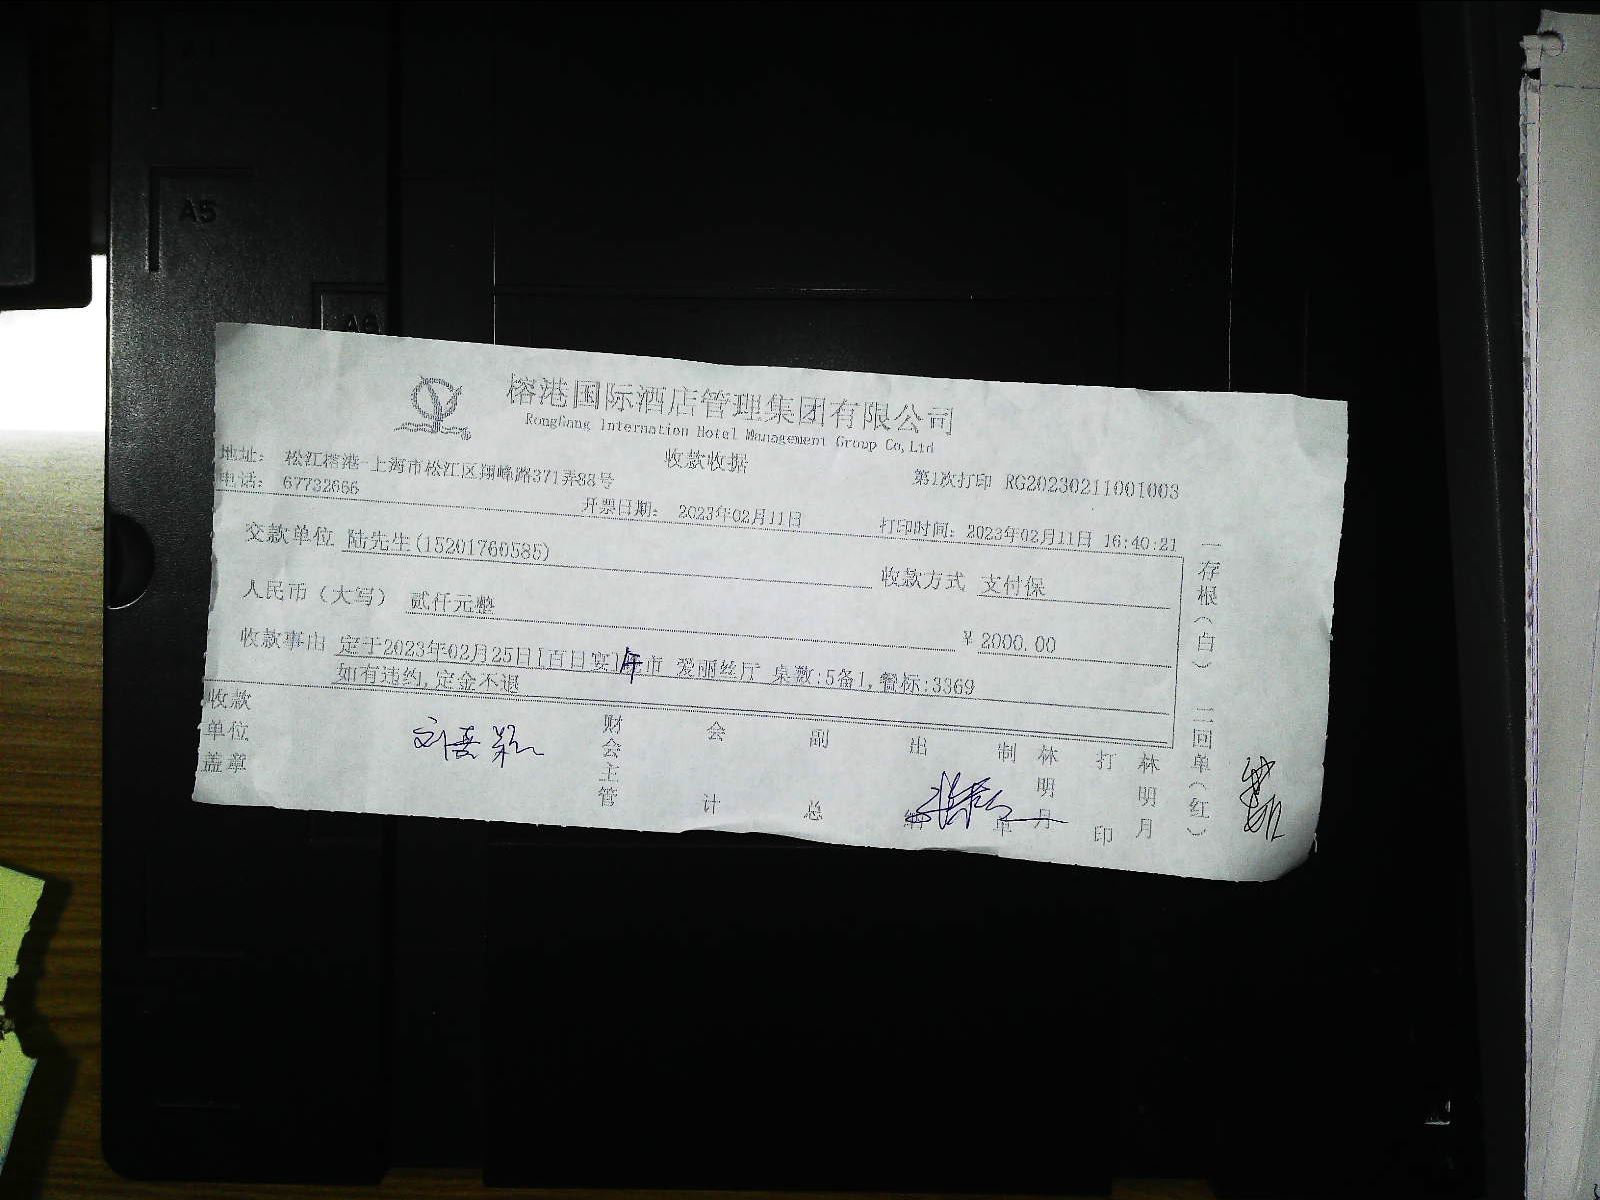 A5
A6
榕港国际酒店管理集团有限公司
RongGang Internation Hotel Management Group Co,Ltd
收款收据
地址： 松江榕港-上海市松江区翔峰路371弄88号
第1次打印 RG20230211001003
电话： 67732666
开票日期： 2023年02月11日
打印时间：2023年02月11日 16:40:21
交款单位 陆先生(15201760585)
收款方式 支付保
人民币（大写） 贰仟元整
￥2000.00
收款事由 定于2023年02月25日[百日宴]午市 爱丽丝厅 桌数:5备1,餐标:3369
如有违约,定金不退
收款单位盖章
财会主管
会计
副总
出纳
制单 林明月
打印 林明月
一存根（白） 二回单（红）